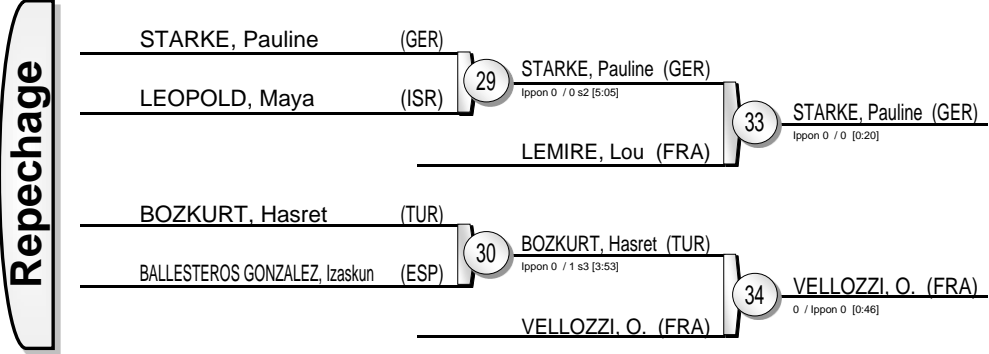 Repechage
STARKE, Pauline (GER)
LEOPOLD, Maya (ISR)
29
STARKE, Pauline (GER)
Ippon 0 / 0 s2 [5:05]
LEMIRE, Lou (FRA)
33
STARKE, Pauline (GER)
Ippon 0 / 0 [0:20]
BOZKURT, Hasret (TUR)
BALLESTEROS GONZALEZ, Izaskun (ESP)
30
BOZKURT, Hasret (TUR)
Ippon 0 / 1 s3 [3:53]
VELLOZZI, O. (FRA)
34
VELLOZZI, O. (FRA)
0 / Ippon 0 [0:46]